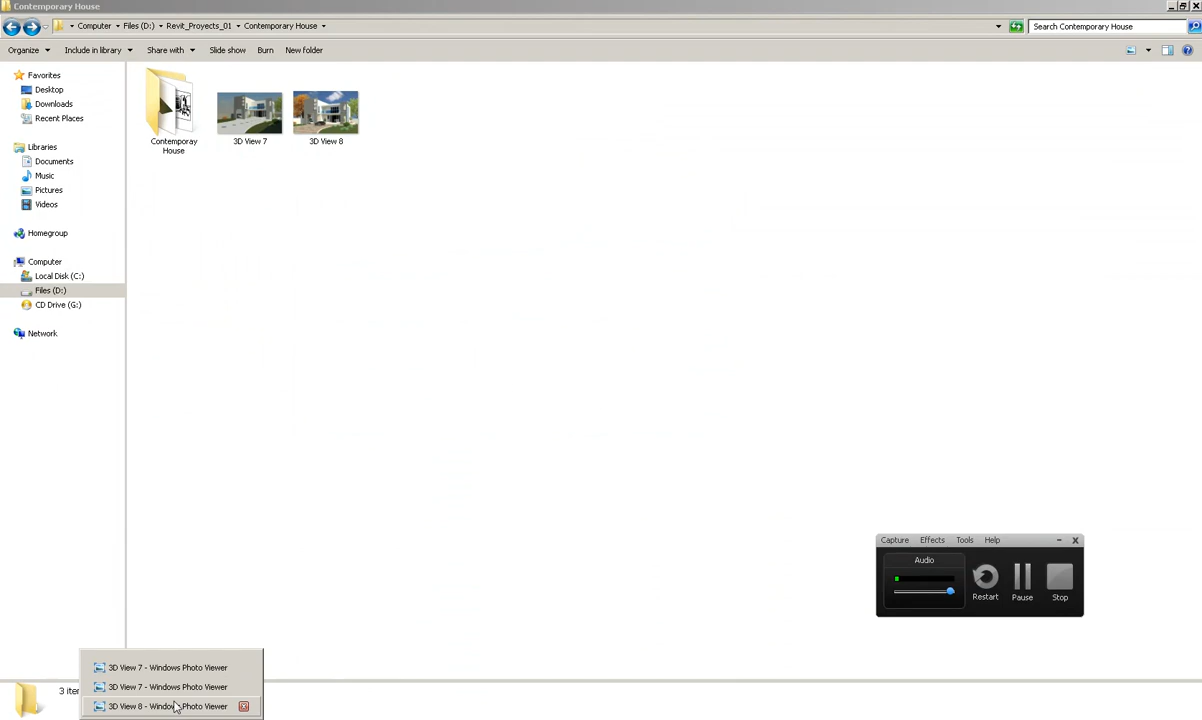 Contemporary House
Computer Files (D:) Revit_Proyects_01 Contemporary House
Search Contemporary House
Organize Include in library Share with Slide show Burn New folder
Favorites
Desktop
Downloads
Recent Places
Libraries
Documents
Music
Pictures
Videos
Homegroup
Computer
Local Disk (C:)
Files (D:)
CD Drive (G:)
Network
Contemporay
House
3D View 7
3D View 8
Capture Effects Tools Help
Audio
Restart Pause Stop
3D View 7 - Windows Photo Viewer
3D View 7 - Windows Photo Viewer
3D View 8 - Windows Photo Viewer
3 iter